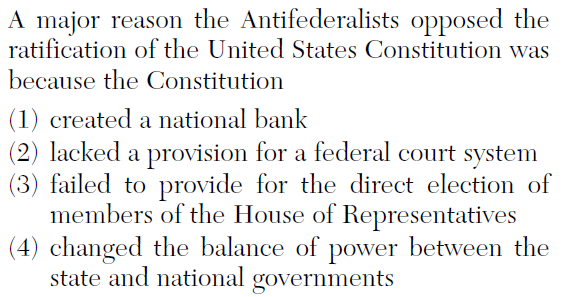 A major reason the Antifederalists opposed the
ratification of the United States Constitution was
because the Constitution
(1) created a national bank
(2) lacked a provision for a federal court system
(3) failed to provide for the direct election of
members of the House of Representatives
(4) changed the balance of power between the
state and national governments